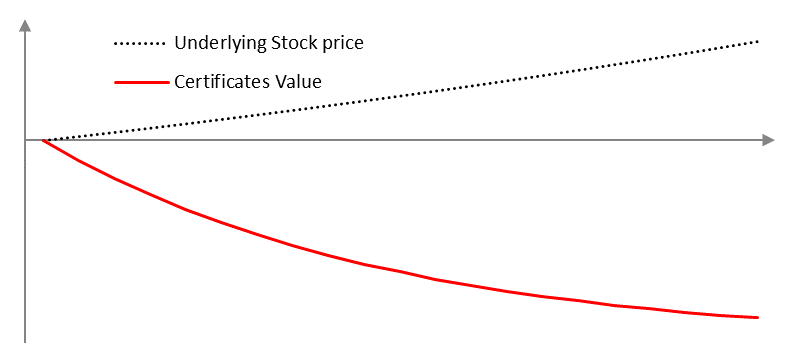 Underlying Stock price
Certificates Value